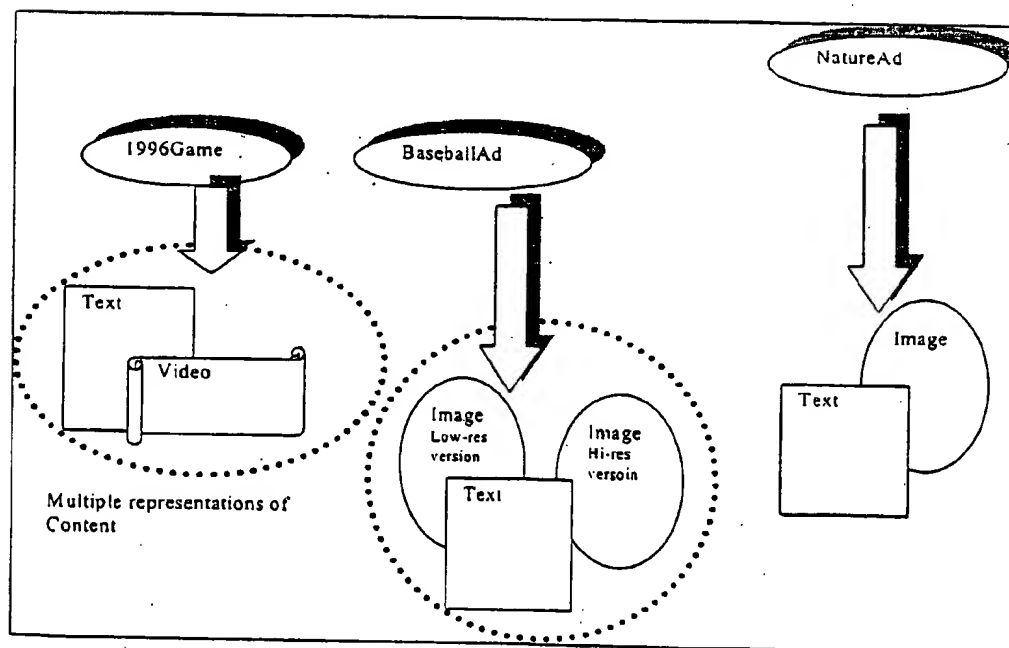 NatureAd
1996Game
BaseballAd
Text
Video
Image
Low-res
version
Image
Hi-res
versoin
Text
Image
Text
Multiple representations of
Content